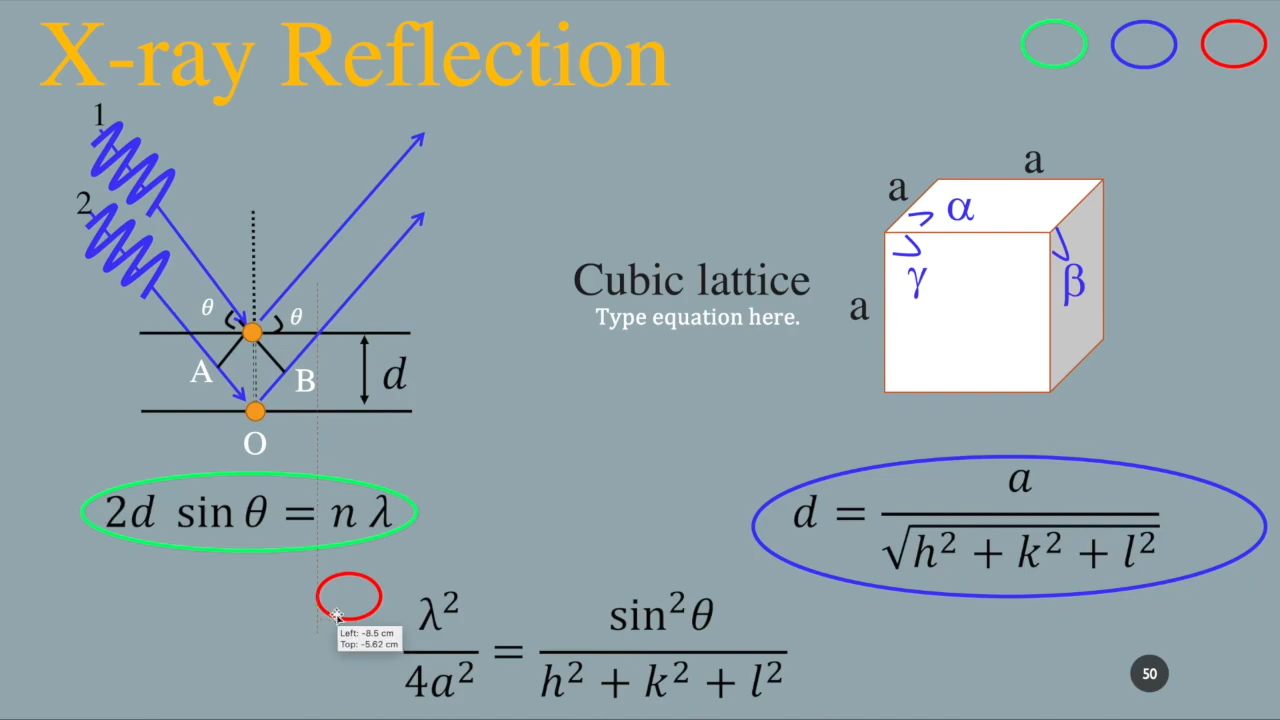 X-ray Reflection
1
2
θ θ
A B
d
O
Cubic lattice
Type equation here.
a
a
a
α
γ
β
2d sin θ = n λ
d = a / √(h² + k² + l²)
λ² / 4a² = sin²θ / (h² + k² + l²)
Left: -8.5 cm
Top: -5.62 cm
50